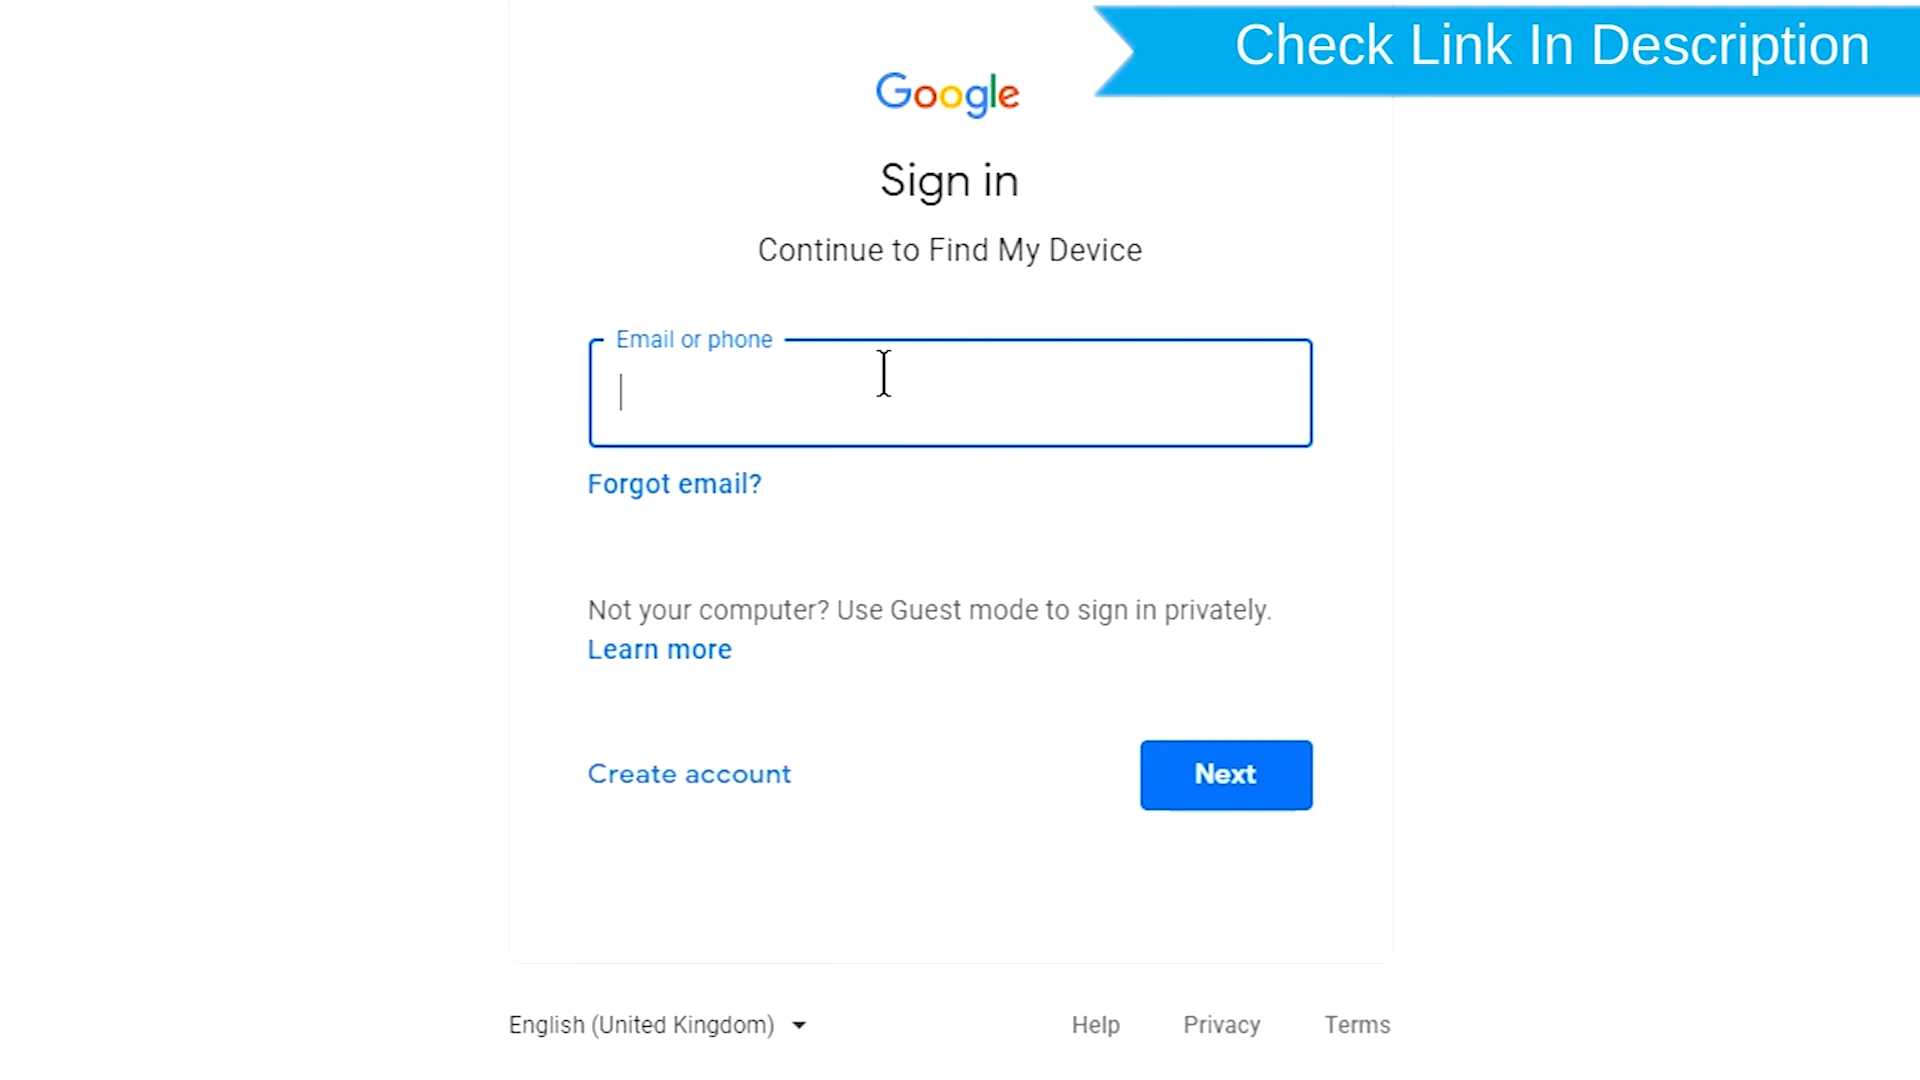 Check Link In Description
Google
Sign in
Continue to Find My Device
Email or phone
Forgot email?
Not your computer? Use Guest mode to sign in privately.
Learn more
Create account
Next
English (United Kingdom)
Help
Privacy
Terms